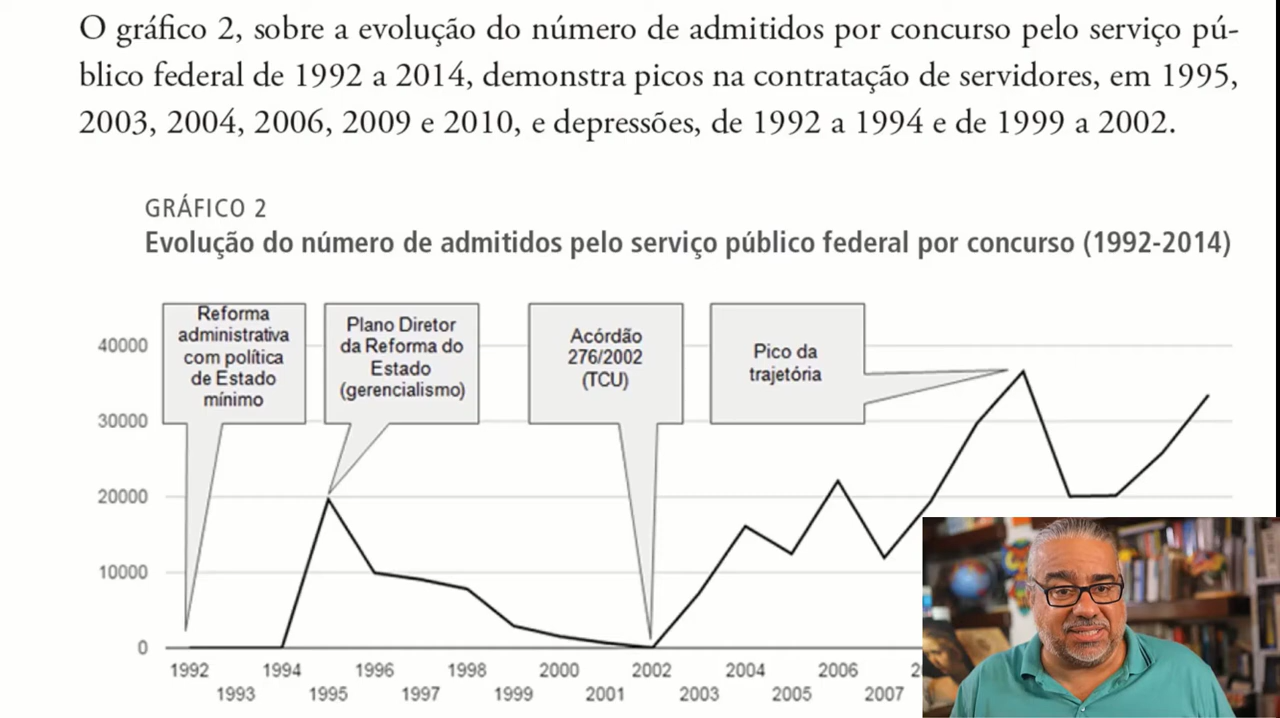 O gráfico 2, sobre a evolução do número de admitidos por concurso pelo serviço pú-
blico federal de 1992 a 2014, demonstra picos na contratação de servidores, em 1995,
2003, 2004, 2006, 2009 e 2010, e depressões, de 1992 a 1994 e de 1999 a 2002.
GRÁFICO 2
Evolução do número de admitidos pelo serviço público federal por concurso (1992-2014)
Reforma
administrativa
com política
de Estado
mínimo
Plano Diretor
da Reforma do
Estado
(gerencialismo)
Acórdão
276/2002
(TCU)
Pico da
trajetória
40000
30000
20000
10000
0
1992
1993
1994
1995
1996
1997
1998
1999
2000
2001
2002
2003
2004
2005
2006
2007